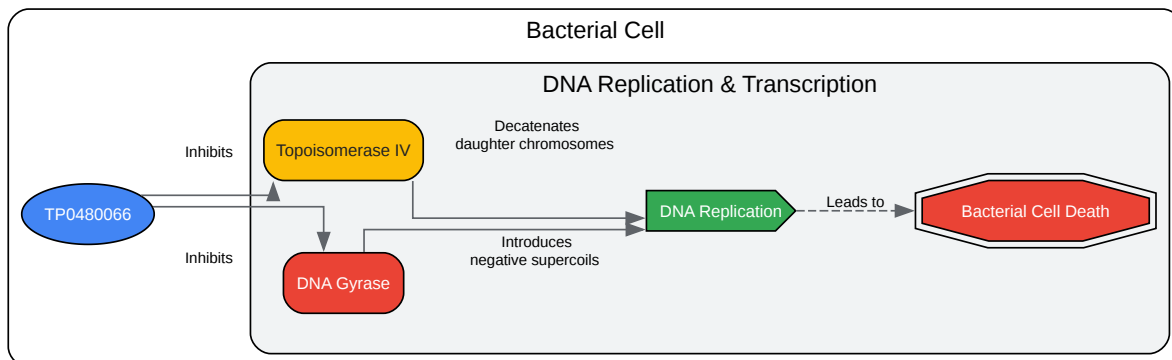 Bacterial Cell
DNA Replication & Transcription
Decatenates
daughter chromosomes
Inhibits
Topoisomerase IV
TP0480066
DNA Replication
Leads to
Bacterial Cell Death
Inhibits
Introduces
negative supercoils
DNA Gyrase